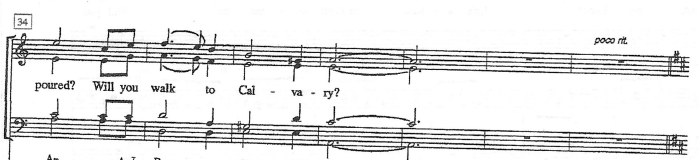 34
poco rit.
poured? Will you walk to Cal - va - ry?